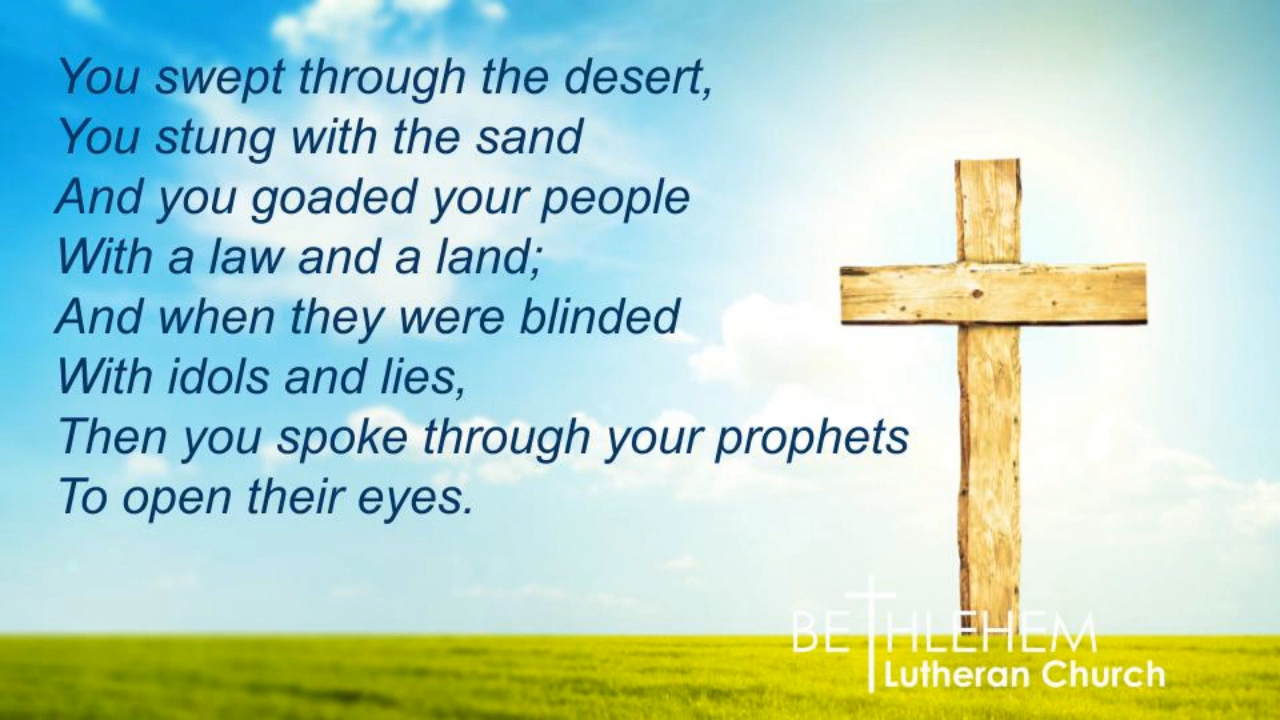 You swept through the desert,
You stung with the sand
And you goaded your people
With a law and a land;
And when they were blinded
With idols and lies,
Then you spoke through your prophets
To open their eyes.
BETHLEHEM
Lutheran Church